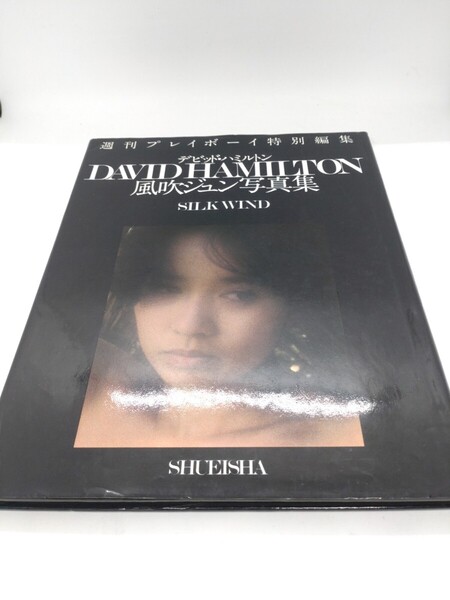 週刊プレイボーイ特別編集
デビッド・ハミルトン
DAVID HAMILTON
風吹ジュン写真集
SILK WIND
SHUEISHA